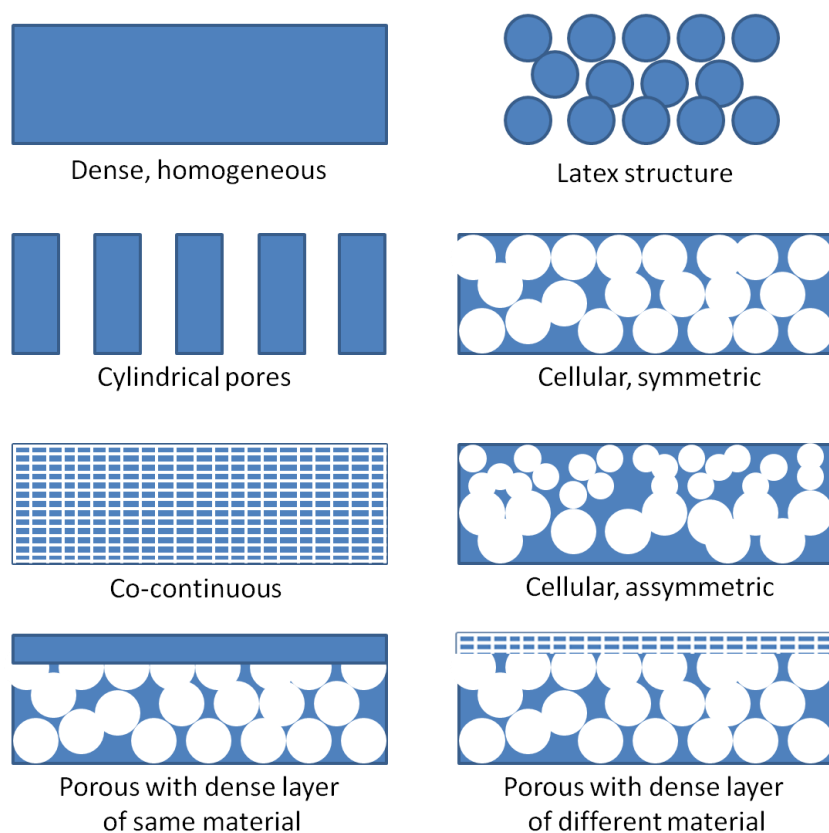 Dense, homogeneous
Latex structure
Cylindrical pores
Cellular, symmetric
Co-continuous
Cellular, assymmetric
Porous with dense layer
of same material
Porous with dense layer
of different material